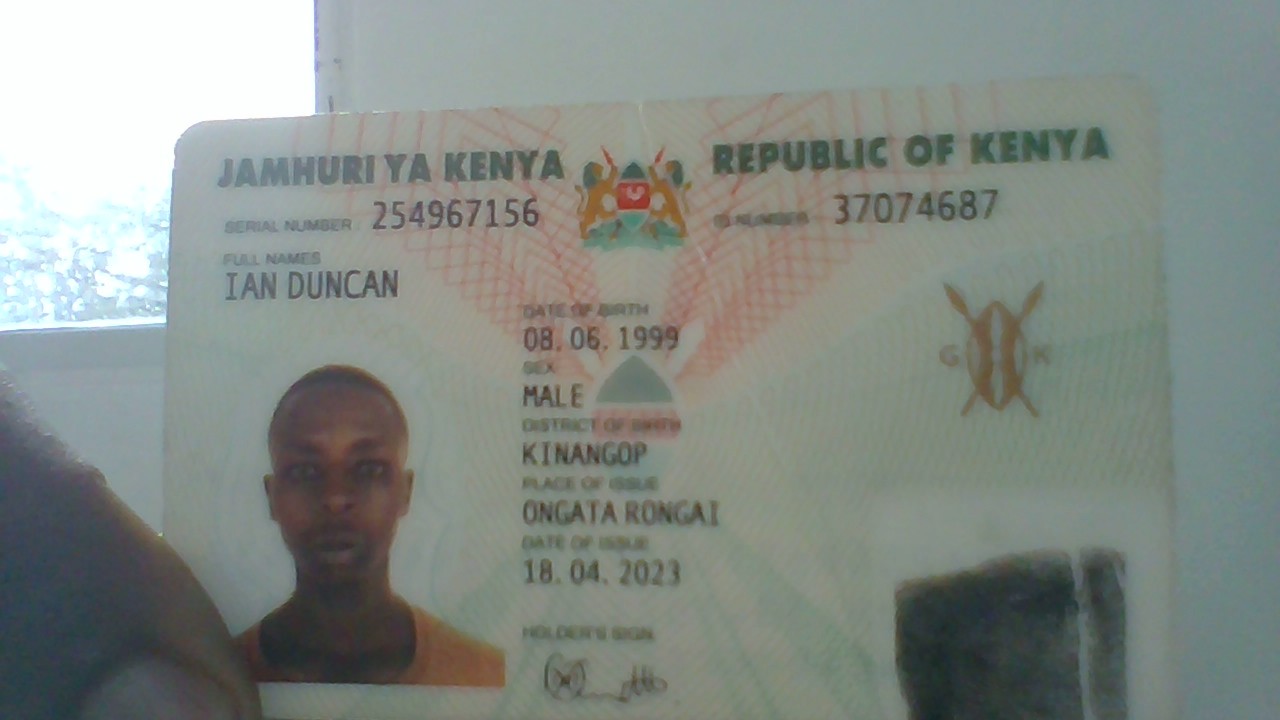 JAMHURI YA KENYA
REPUBLIC OF KENYA
SERIAL NUMBER: 254967156
ID NUMBER: 37074687
FULL NAMES
IAN DUNCAN
DATE OF BIRTH
08. 06. 1999
SEX
MALE
DISTRICT OF BIRTH
KINANGOP
PLACE OF ISSUE
ONGATA RONGAI
DATE OF ISSUE
18. 04. 2023
HOLDER'S SIGN.
G K